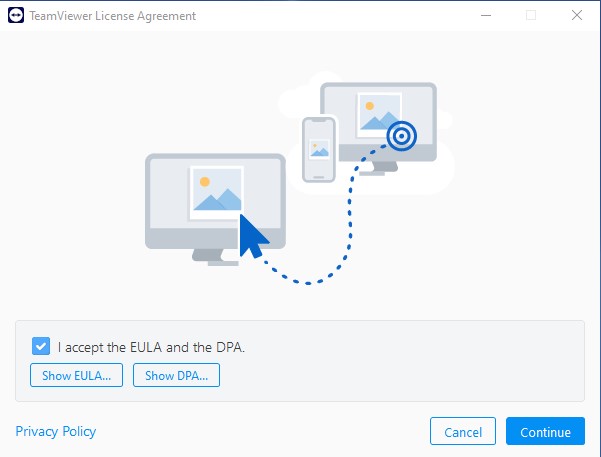 TeamViewer License Agreement
I accept the EULA and the DPA.
Show EULA... Show DPA...
Privacy Policy Cancel Continue